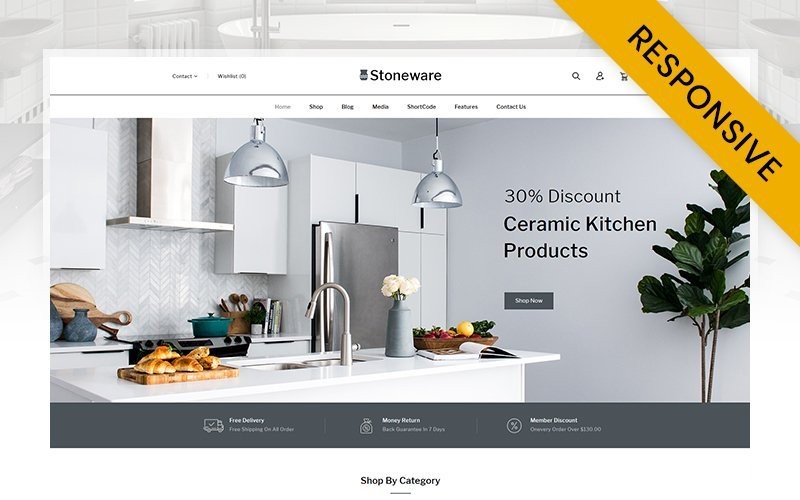 RESPONSIVE
Contact
Wishlist (0)
Stoneware
Home Shop Blog Media ShortCode Features Contact Us
30% Discount
Ceramic Kitchen
Products
Shop Now
Free Delivery
Free Shipping On All Order
Money Return
Back Guarantee In 7 Days
Member Discount
Onevery Order Over $130.00
Shop By Category